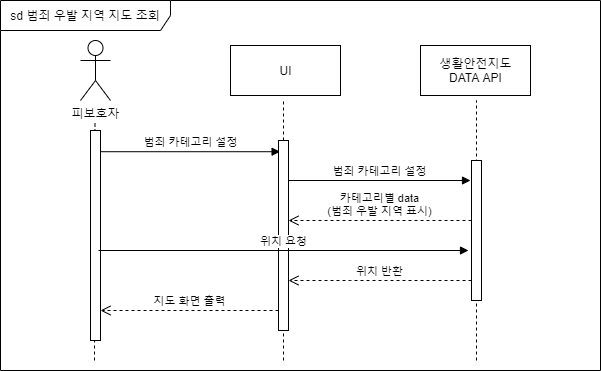 sd 범죄 우발 지역 지도 조회
피보호자
UI
생활안전지도
DATA API
범죄 카테고리 설정
범죄 카테고리 설정
카테고리별 data
(범죄 우발 지역 표시)
위치 요청
위치 반환
지도 화면 출력